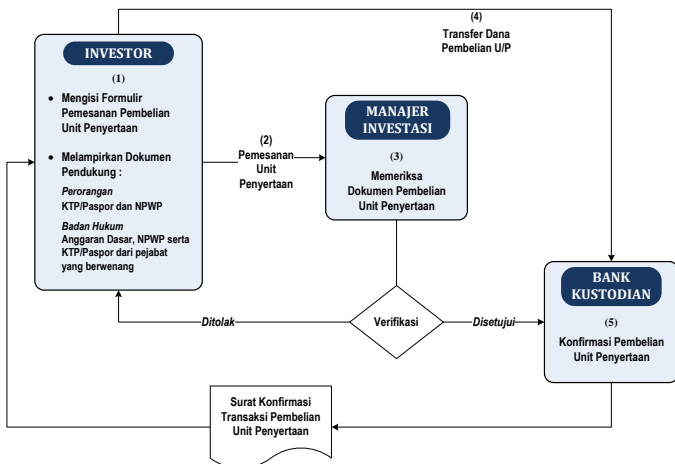 (4)
Transfer Dana
Pembelian U/P
INVESTOR
(1)
• Mengisi Formulir
Pemesanan Pembelian
Unit Penyertaan
• Melampirkan Dokumen
Pendukung :
Perorangan
KTP/Paspor dan NPWP
Badan Hukum
Anggaran Dasar, NPWP serta
KTP/Paspor dari pejabat
yang berwenang
(2)
Pemesanan
Unit
Penyertaan
MANAJER
INVESTASI
(3)
Memeriksa
Dokumen Pembelian
Unit Penyertaan
Ditolak
Verifikasi
Disetujui
BANK
KUSTODIAN
(5)
Konfirmasi Pembelian
Unit Penyertaan
Surat Konfirmasi
Transaksi Pembelian
Unit Penyertaan